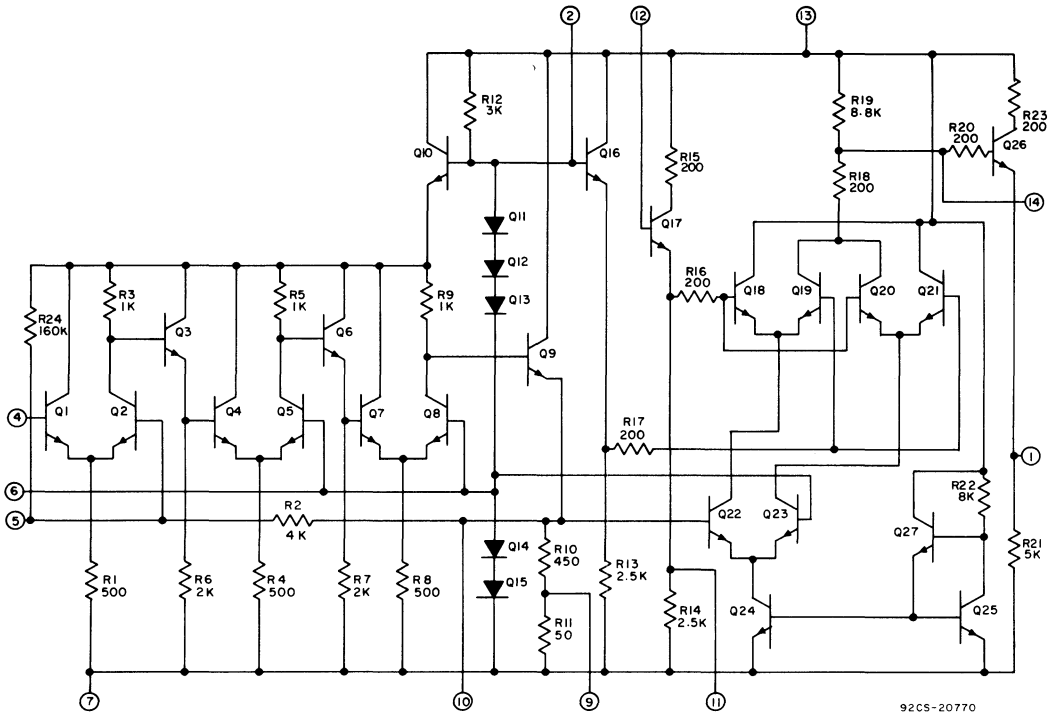 2
12
13
R12
3K
R19
8.8K
R23
200
R20
200
Q26
Q10
Q16
R15
200
R18
200
14
Q11
Q17
Q12
R16
200
Q18
Q19
Q20
Q21
Q13
R3
1K
R5
1K
R9
1K
R24
160K
Q3
Q6
Q9
4
Q1
Q2
Q4
Q5
Q7
Q8
R17
200
1
6
5
R2
4K
Q22
Q23
R22
8K
Q27
Q14
R10
450
R21
5K
R1
500
R6
2K
R4
500
R7
2K
R8
500
Q15
R13
2.5K
R14
2.5K
Q24
Q25
R11
50
7
10
9
11
92CS-20770